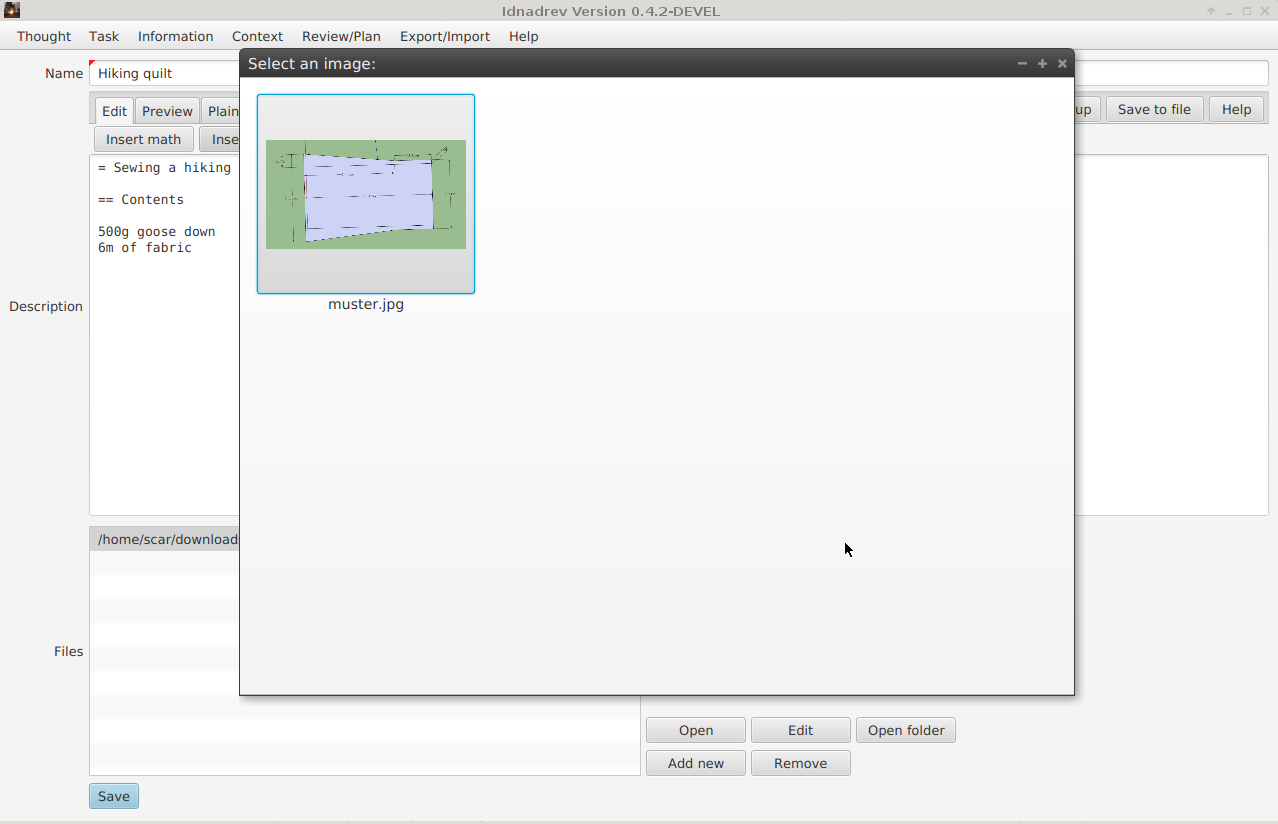 Idnadrev Version 0.4.2-DEVEL
Thought Task Information Context Review/Plan Export/Import Help
Select an image:
Name Hiking quilt
Edit Preview Plain up Save to file Help
Insert math Inse
= Sewing a hiking
== Contents
500g goose down
6m of fabric
muster.jpg
Description
/home/scar/download
Files
Open Edit Open folder
Add new Remove
Save